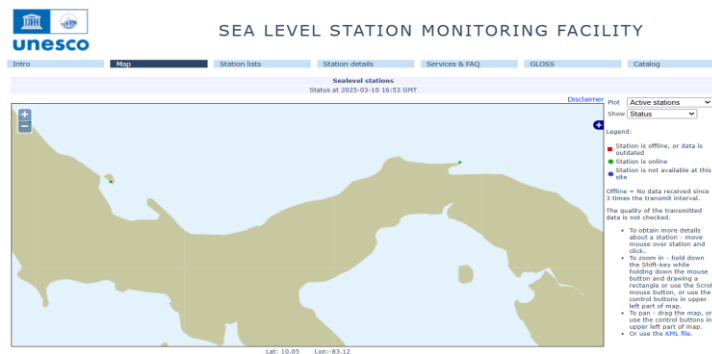 unesco
SEA LEVEL STATION MONITORING FACILITY
Intro Map Station lists Station details Services & FAQ GLOSS Catalog
Sealevel stations
Status at 2025-03-10 16:53 GMT
Disclaimer
Plot Active stations
Show Status
Legend:
Station is offline, or data is
outdated
Station is online
Station is not available at this
site
Offline = No data received since
3 times the transmit interval.
The quality of the transmitted
data is not checked.
To obtain more details
about a station - move
mouse over station and
click.
To zoom in - hold down
the Shift-key while
holding down the mouse
button and drawing a
rectangle or use the Scroll
mouse button, or use the
control buttons in upper
left part of map.
To pan - drag the map, or
use the control buttons in
upper left part of map.
Or use the XML file.
Lat: 10.05 Lon:-83.12